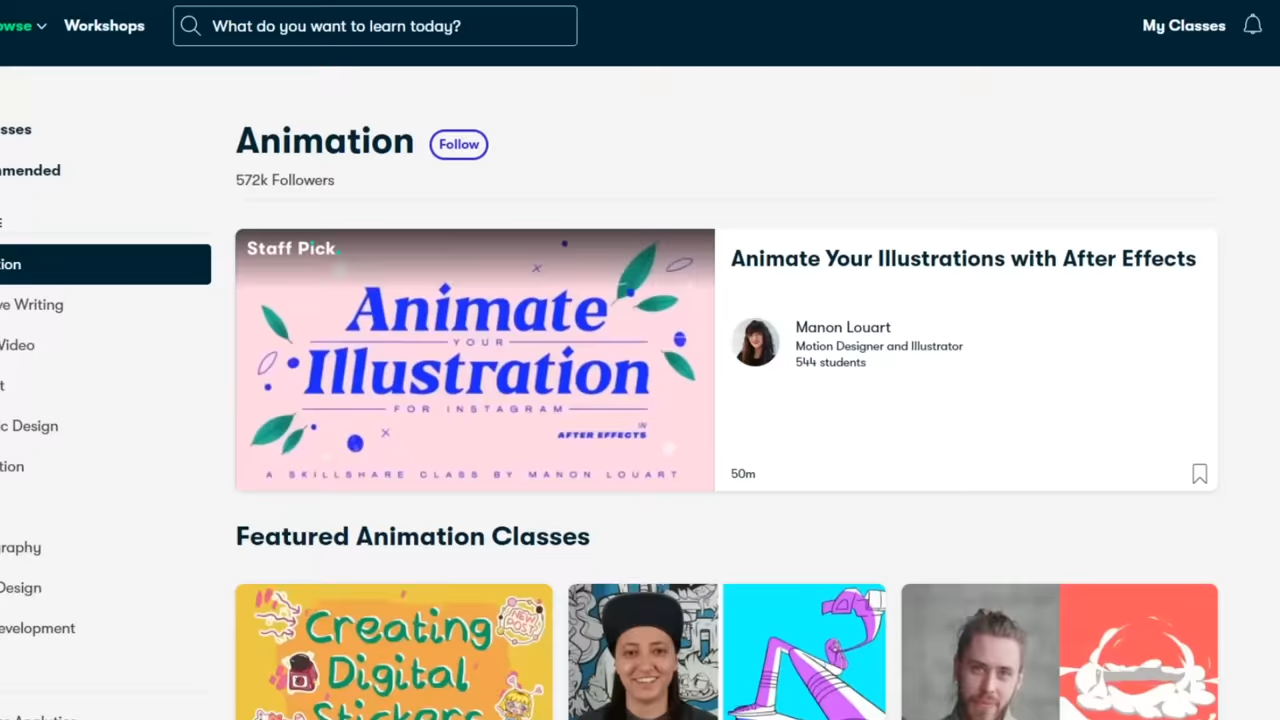 owse
Workshops
What do you want to learn today?
My Classes
sses
mmended
Animation
Follow
572k Followers
ion
ve Writing
Video
t
c Design
tion
raphy
Design
evelopment
Staff Pick.
Animate
YOUR
Illustration
FOR INSTAGRAM
IN
AFTER EFFECTS
A SKILLSHARE CLASS BY MANON LOUART
Animate Your Illustrations with After Effects
Manon Louart
Motion Designer and Illustrator
544 students
50m
Featured Animation Classes
Creating
Digital
Stickers